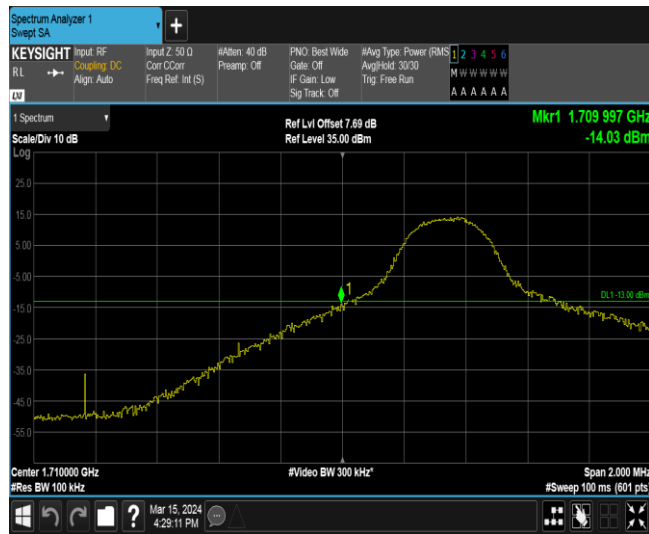 Spectrum Analyzer 1
Swept SA
+
KEYSIGHT Input: RF Input Z: 50 Ω #Atten: 40 dB PNO: Best Wide #Avg Type: Power (RMS 1 2 3 4 5 6
RL Coupling: DC Corr CCorr Preamp: Off Gate: Off Avg|Hold: 30/30 M W W W W W
Align: Auto Freq Ref: Int (S) IF Gain: Low Trig: Free Run
LXI Sig Track: Off A A A A A A
1 Spectrum Ref Lvl Offset 7.69 dB Mkr1 1.709 997 GHz
Scale/Div 10 dB Ref Level 35.00 dBm -14.03 dBm
Log
25.0
15.0
5.00
-5.00
1
DL1 -13.00 dBm
-15.0
-25.0
-35.0
-45.0
-55.0
Center 1.710000 GHz #Video BW 300 kHz* Span 2.000 MHz
#Res BW 100 kHz #Sweep 100 ms (601 pts
? Mar 15, 2024
4:29:11 PM